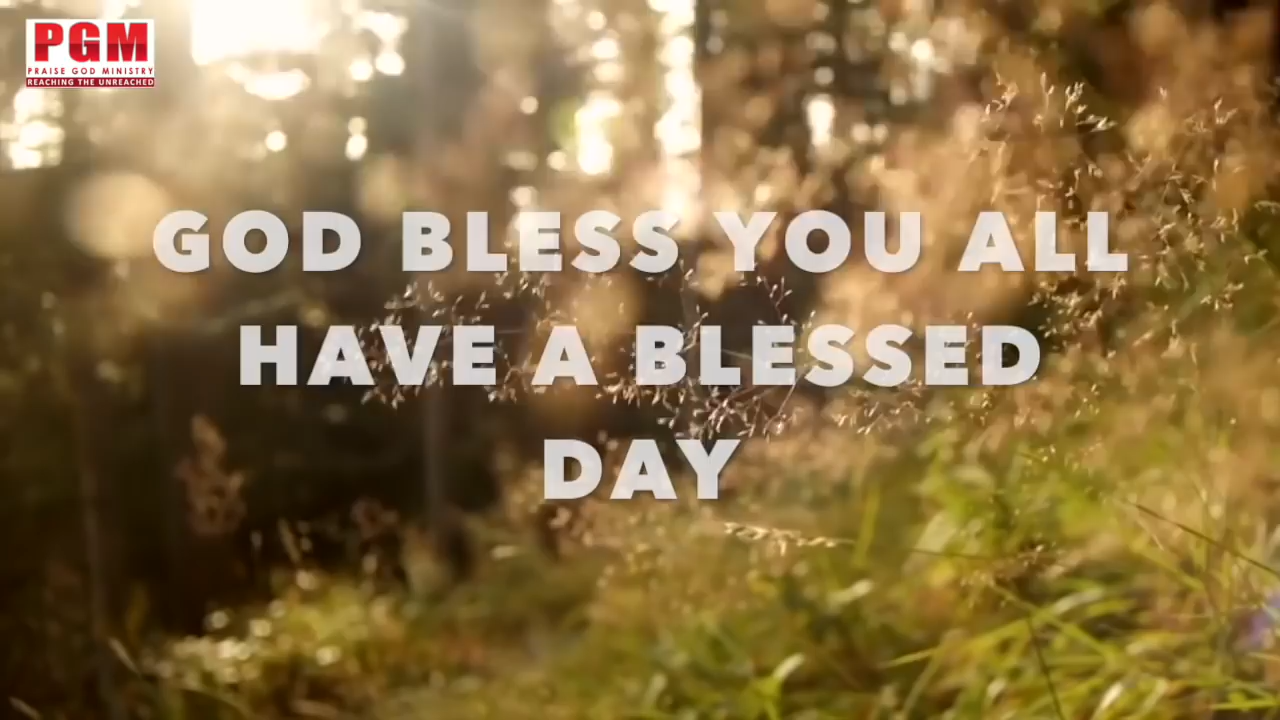 PGM
PRAISE GOD MINISTRY
REACHING THE UNREACHED
GOD BLESS YOU ALL
HAVE A BLESSED
DAY